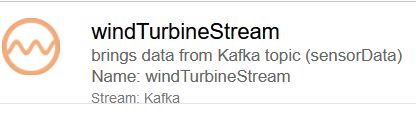 windTurbineStream
brings data from Kafka topic (sensorData)
Name: windTurbineStream
Stream: Kafka